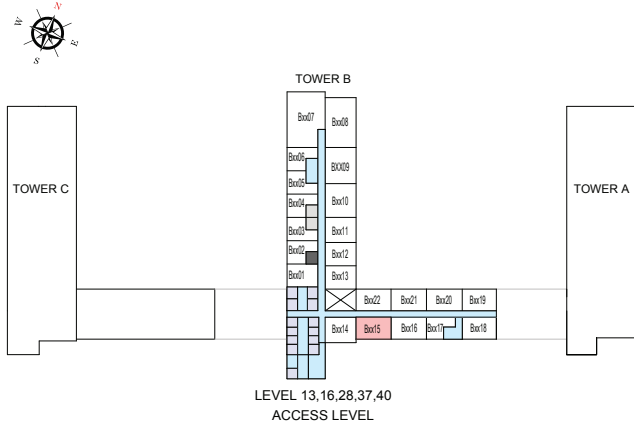 N
W
E
S
TOWER B
Bxx07
Bxx08
Bxx06
BXX09
Bxx05
TOWER C
TOWER A
Bxx04
Bxx10
Bxx03
Bxx11
Bxx02
Bxx12
Bxx01
Bxx13
Bxx22 Bxx21 Bxx20 Bxx19
Bxx14 Bxx15 Bxx16 Bxx17 Bxx18
LEVEL 13,16,28,37,40
ACCESS LEVEL